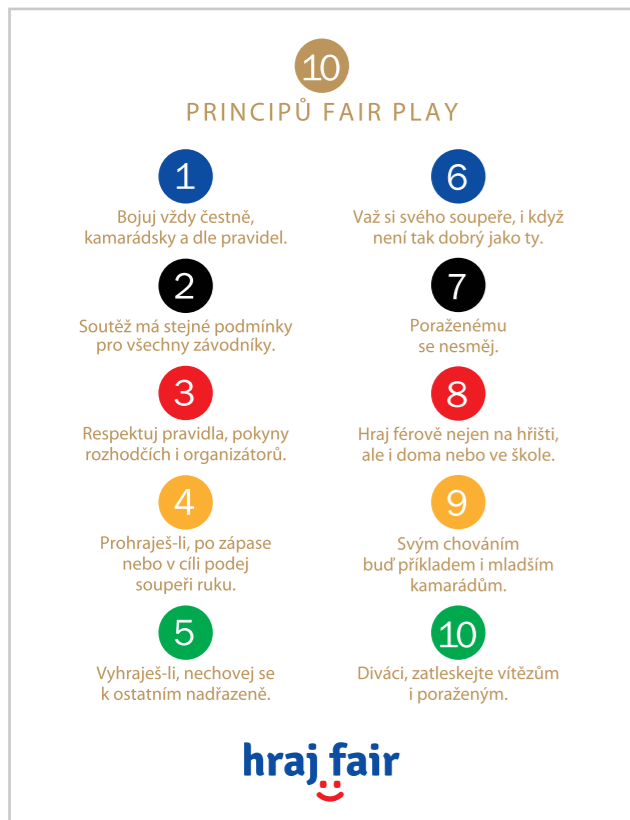 10
PRINCIPŮ FAIR PLAY
1
Bojuj vždy čestně,
kamarádsky a dle pravidel.
2
Soutěž má stejné podmínky
pro všechny závodníky.
3
Respektuj pravidla, pokyny
rozhodčích i organizátorů.
4
Prohraješ-li, po zápase
nebo v cíli podej
soupeři ruku.
5
Vyhraješ-li, nechovej se
k ostatním nadřazeně.
6
Važ si svého soupeře, i když
není tak dobrý jako ty.
7
Poraženému
se nesměj.
8
Hraj férově nejen na hřišti,
ale i doma nebo ve škole.
9
Svým chováním
buď příkladem i mladším
kamarádům.
10
Diváci, zatleskejte vítězům
i poraženým.
hraj fair